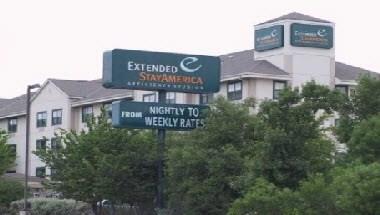 EXTENDED
STAYAMERICA
EFFICIENCY STUDIOS
FROM NIGHTLY TO
WEEKLY RATES
EXTENDED
STAYAMERICA